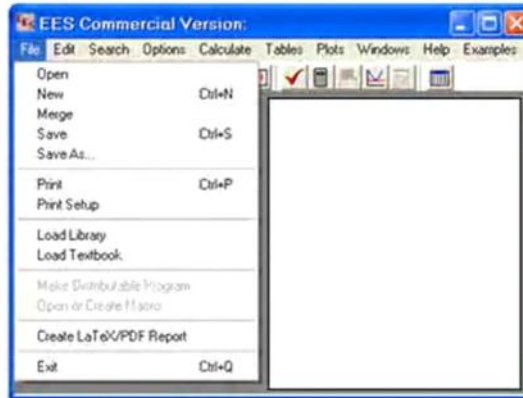 EES Commercial Version:
File Edit Search Options Calculate Tables Plots Windows Help Examples
Open
New Ctrl+N
Merge
Save Ctrl+S
Save As...
Print Ctrl+P
Print Setup
Load Library
Load Textbook
Make Distributable Program
Open or Create Macro
Create LaTeX/PDF Report
Exit Ctrl+Q